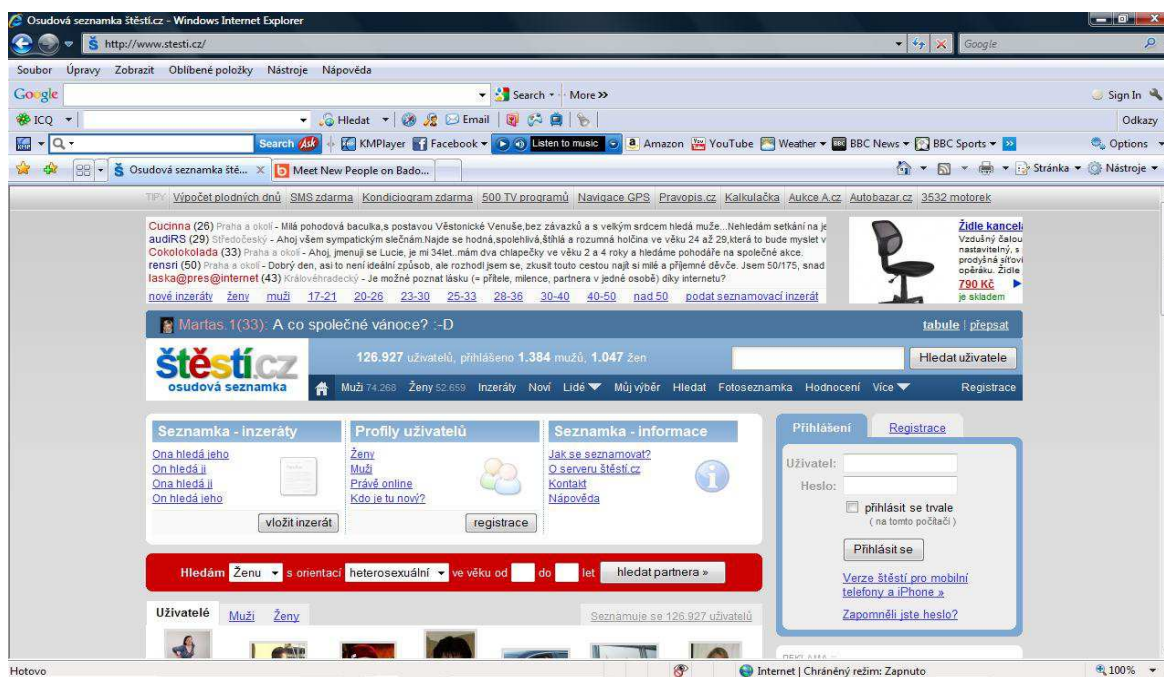 Osudová seznamka štěstí.cz - Windows Internet Explorer
http://www.stesti.cz/ Google
Soubor Úpravy Zobrazit Oblíbené položky Nástroje Nápověda
Google Search More >> Sign In
ICQ Hledat Email Odkazy
Search Ask KMPlayer Facebook Listen to music Amazon YouTube Weather BBC News BBC Sports Options
Osudová seznamka ště... Meet New People on Bado... Stránka Nástroje
TIPY Výpočet plodných dnů SMS zdarma Kondiciogram zdarma 500 TV programů Navigace GPS Pravopis.cz Kalkulačka Aukce A.cz Autobazar.cz 3532 motorek
Cucinna (26) Praha a okolí - Milá pohodová baculka,s postavou Věstonické Venuše,bez závazků a s velkým srdcem hledá muže...Nehledám setkání na je
audiRS (29) Středočeský - Ahoj všem sympatickým slečnám.Najde se hodná,spolehlivá,štíhlá a rozumná holčina ve věku 24 až 29,která to bude myslet v
Cokolokolada (33) Praha a okolí - Ahoj, jmenuji se Lucie, je mi 34let..mám dva chlapečky ve věku 2 a 4 roky a hledáme pohodáře na společné akce.
rensri (50) Praha a okolí - Dobrý den, asi to není ideální způsob, ale rozhodl jsem se, zkusit touto cestou najít si milé a příjemné děvče. Jsem 50/175, snad
laska@pres@internet (43) Královéhradecký - Je možné poznat lásku (= přítele, milence, partnera v jedné osobě) díky internetu?
nové inzeráty ženy muži 17-21 20-26 23-30 25-33 28-36 30-40 40-50 nad 50 podat seznamovací inzerát
Židle kancel
Vzdušný čalou
nastavitelný, s
prodyšná síťovi
opěráku. Židle
790 Kč
je skladem
Martas.1(33): A co společné vánoce? :-D tabule | přepsat
štěstí.cz
osudová seznamka
126.927 uživatelů, přihlášeno 1.384 mužů, 1.047 žen Hledat uživatele
Muži 74.268 Ženy 52.659 Inzeráty Noví Lidé Můj výběr Hledat Fotoseznamka Hodnocení Více Registrace
Seznamka - inzeráty
Ona hledá jeho
On hledá ji
Ona hledá ji
On hledá jeho
vložit inzerát
Profily uživatelů
Ženy
Muži
Právě online
Kdo je tu nový?
registrace
Seznamka - informace
Jak se seznamovat?
O serveru štěstí.cz
Kontakt
Nápověda
Přihlášení Registrace
Uživatel:
Heslo:
přihlásit se trvale
( na tomto počítači )
Přihlásit se
Verze štěstí pro mobilní
telefony a iPhone »
Zapomněli jste heslo?
Hledám Ženu s orientací heterosexuální ve věku od do let hledat partnera »
Uživatelé Muži Ženy Seznamuje se 126.927 uživatelů
Hotovo Internet | Chráněný režim: Zapnuto 100%